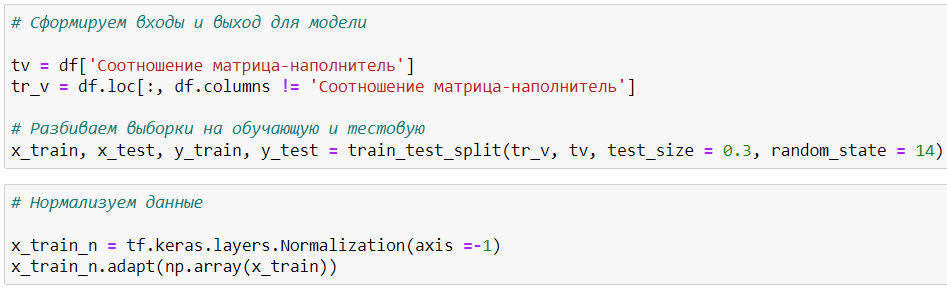 # Сформируем входы и выход для модели
tv = df['Соотношение матрица-наполнитель']
tr_v = df.loc[:, df.columns != 'Соотношение матрица-наполнитель']
# Разбиваем выборки на обучающую и тестовую
x_train, x_test, y_train, y_test = train_test_split(tr_v, tv, test_size = 0.3, random_state = 14)
# Нормализуем данные
x_train_n = tf.keras.layers.Normalization(axis =-1)
x_train_n.adapt(np.array(x_train))